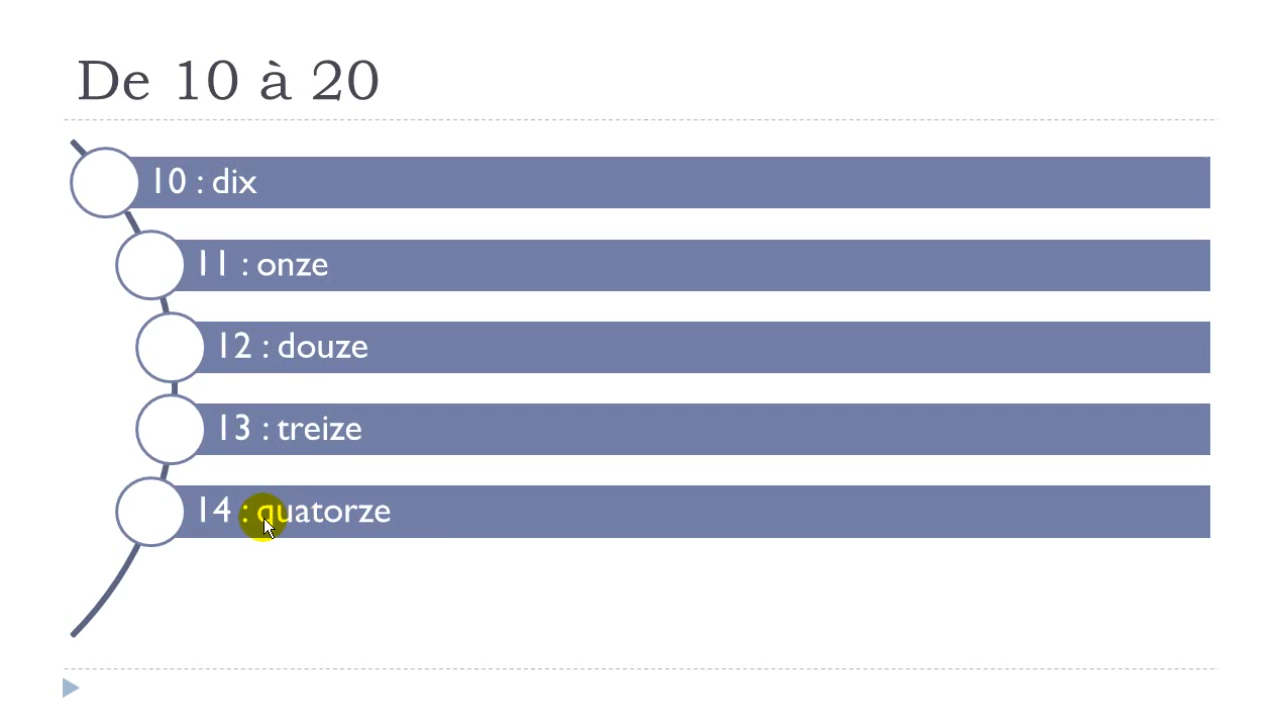 De 10 à 20
10 : dix
11 : onze
12 : douze
13 : treize
14 : quatorze